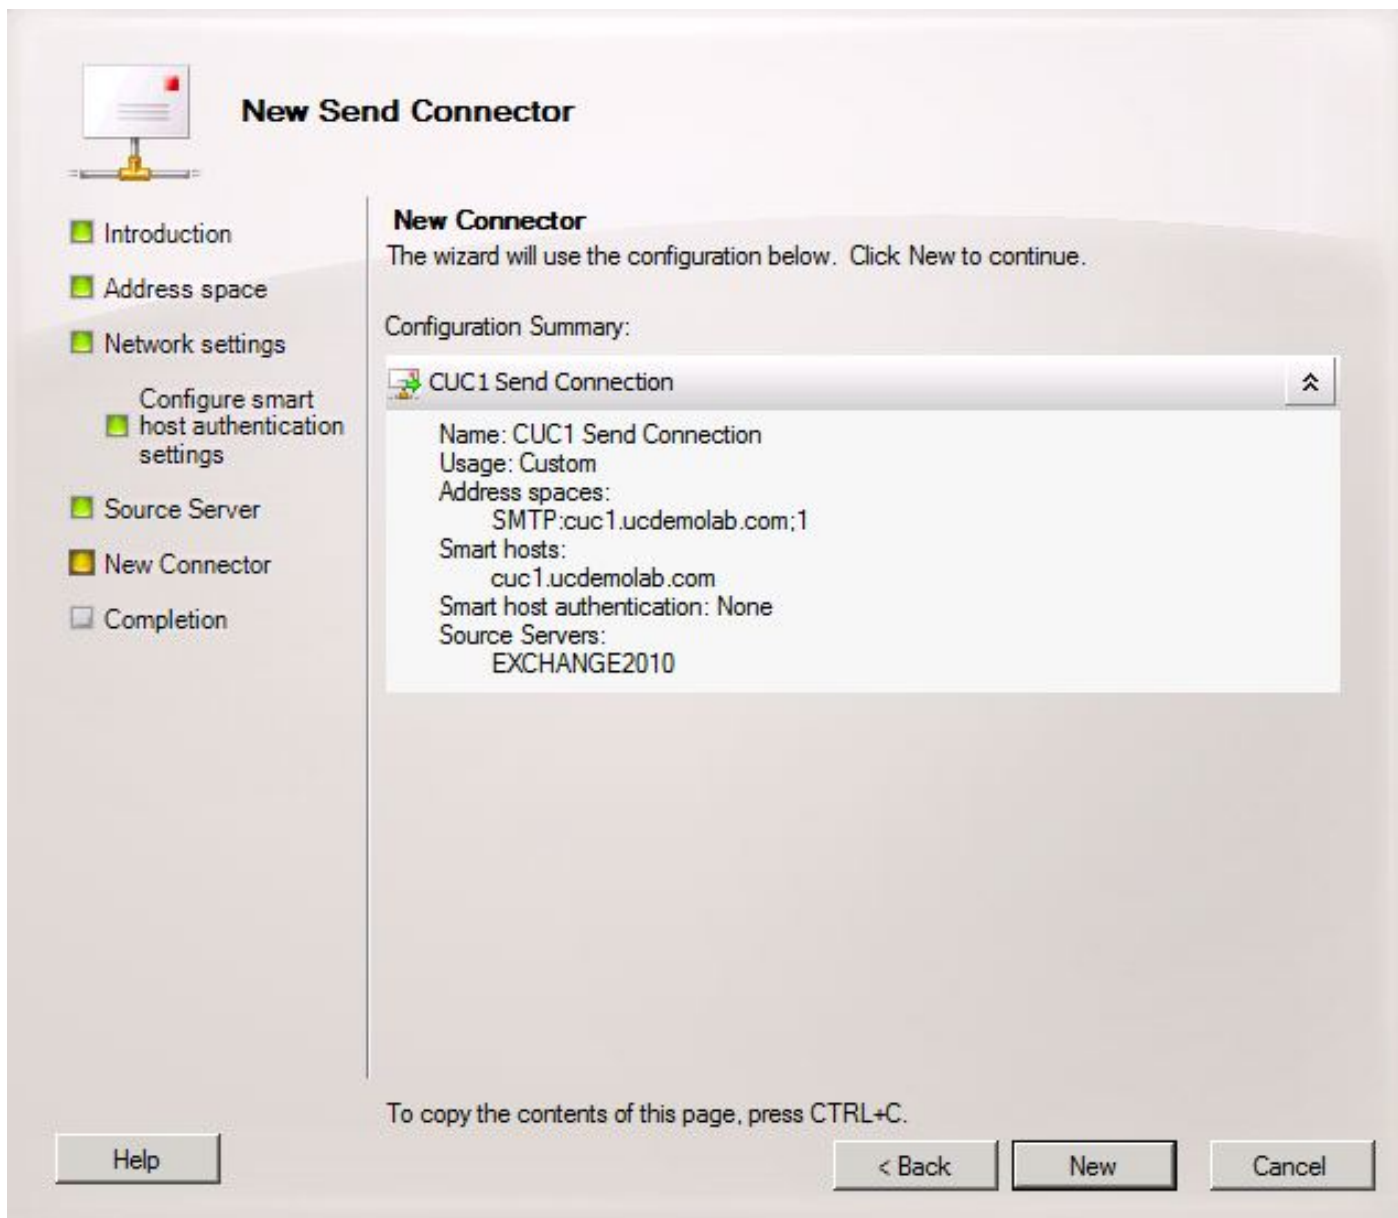 New Send Connector
Introduction
Address space
Network settings
Configure smart
host authentication
settings
Source Server
New Connector
Completion
New Connector
The wizard will use the configuration below. Click New to continue.
Configuration Summary:
CUC1 Send Connection
Name: CUC1 Send Connection
Usage: Custom
Address spaces:
SMTP:cuc1.ucdemolab.com;1
Smart hosts:
cuc1.ucdemolab.com
Smart host authentication: None
Source Servers:
EXCHANGE2010
To copy the contents of this page, press CTRL+C.
Help
< Back
New
Cancel